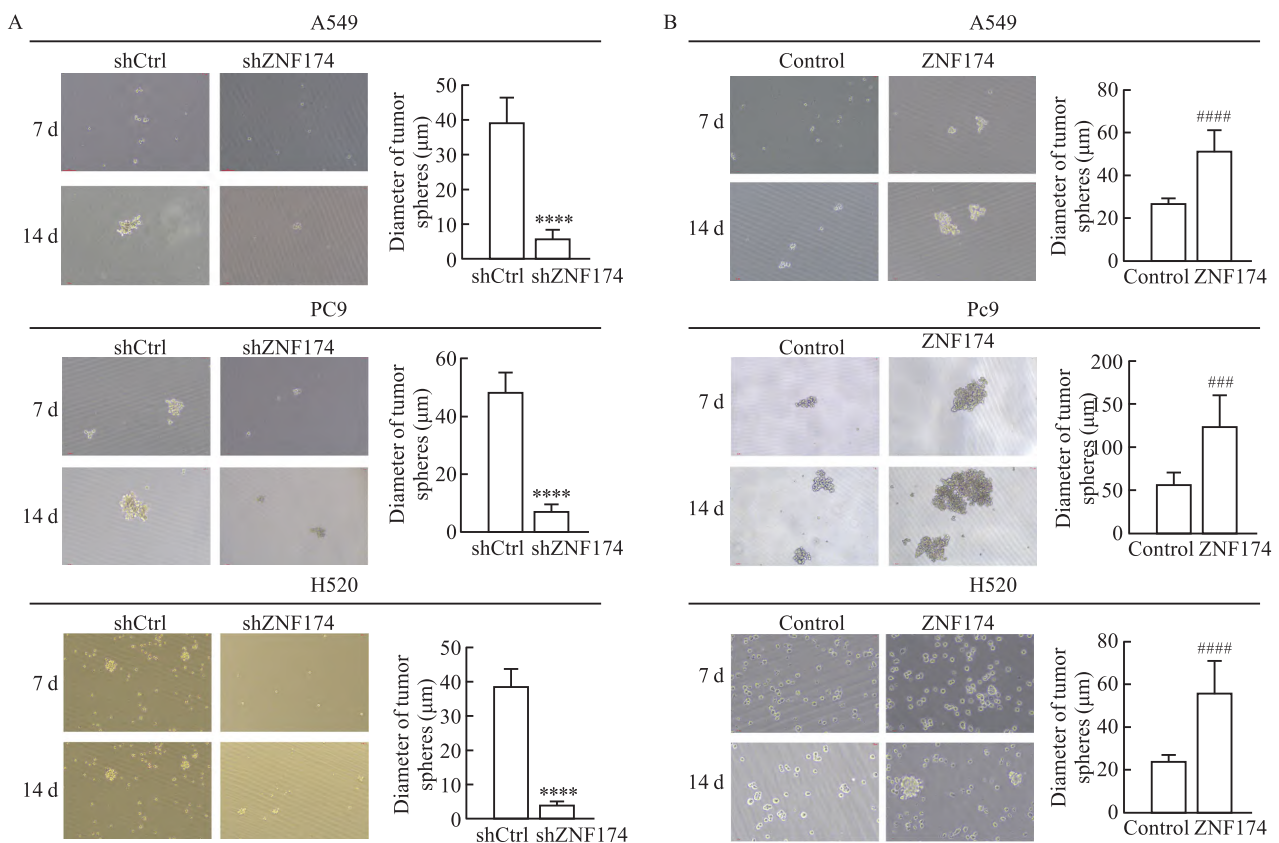 A
A549
shCtrl
shZNF174
7 d
14 d
Diameter of tumor
spheres (μm)
50
40
30
20
10
0
****
shCtrl
shZNF174
PC9
shCtrl
shZNF174
7 d
14 d
Diameter of tumor
spheres (μm)
60
40
20
0
****
shCtrl
shZNF174
H520
shCtrl
shZNF174
7 d
14 d
Diameter of tumor
spheres (μm)
50
40
30
20
10
0
****
shCtrl
shZNF174
B
A549
Control
ZNF174
7 d
14 d
Diameter of tumor
spheres (μm)
80
60
40
20
0
####
Control
ZNF174
Pc9
Control
ZNF174
7 d
14 d
Diameter of tumor
spheres (μm)
200
150
100
50
0
###
Control
ZNF174
H520
Control
ZNF174
7 d
14 d
Diameter of tumor
spheres (μm)
80
60
40
20
0
####
Control
ZNF174